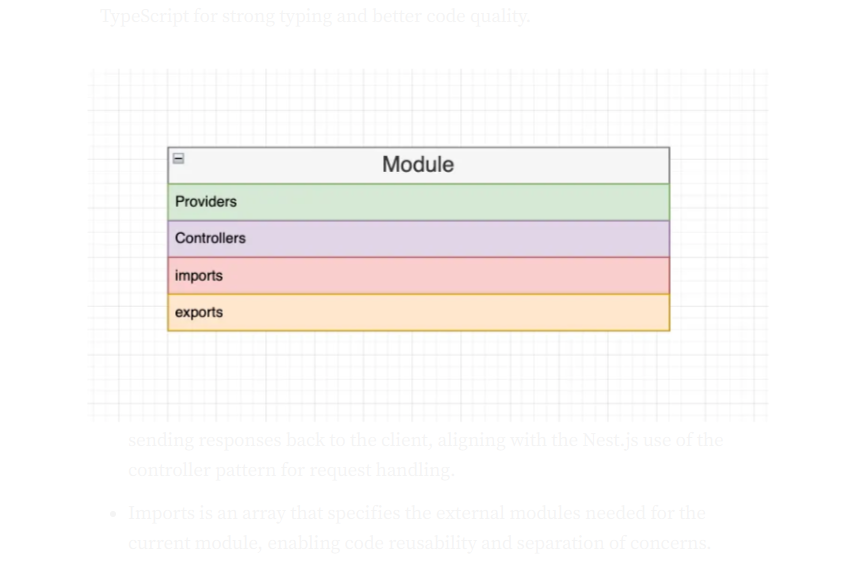 TypeScript for strong typing and better code quality.
Module
Providers
Controllers
imports
exports
sending responses back to the client, aligning with the Nest.js use of the
controller pattern for request handling.
• Imports is an array that specifies the external modules needed for the
current module, enabling code reusability and separation of concerns.